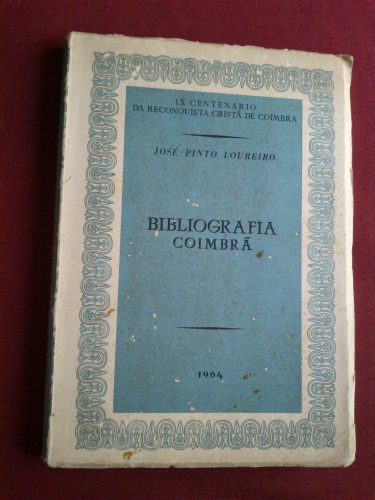 IX CENTENARIO
DA RECONQUISTA CRISTÃ DE COIMBRA
JOSÉ PINTO LOUREIRO
BIBLIOGRAFIA
COIMBRÃ
1964